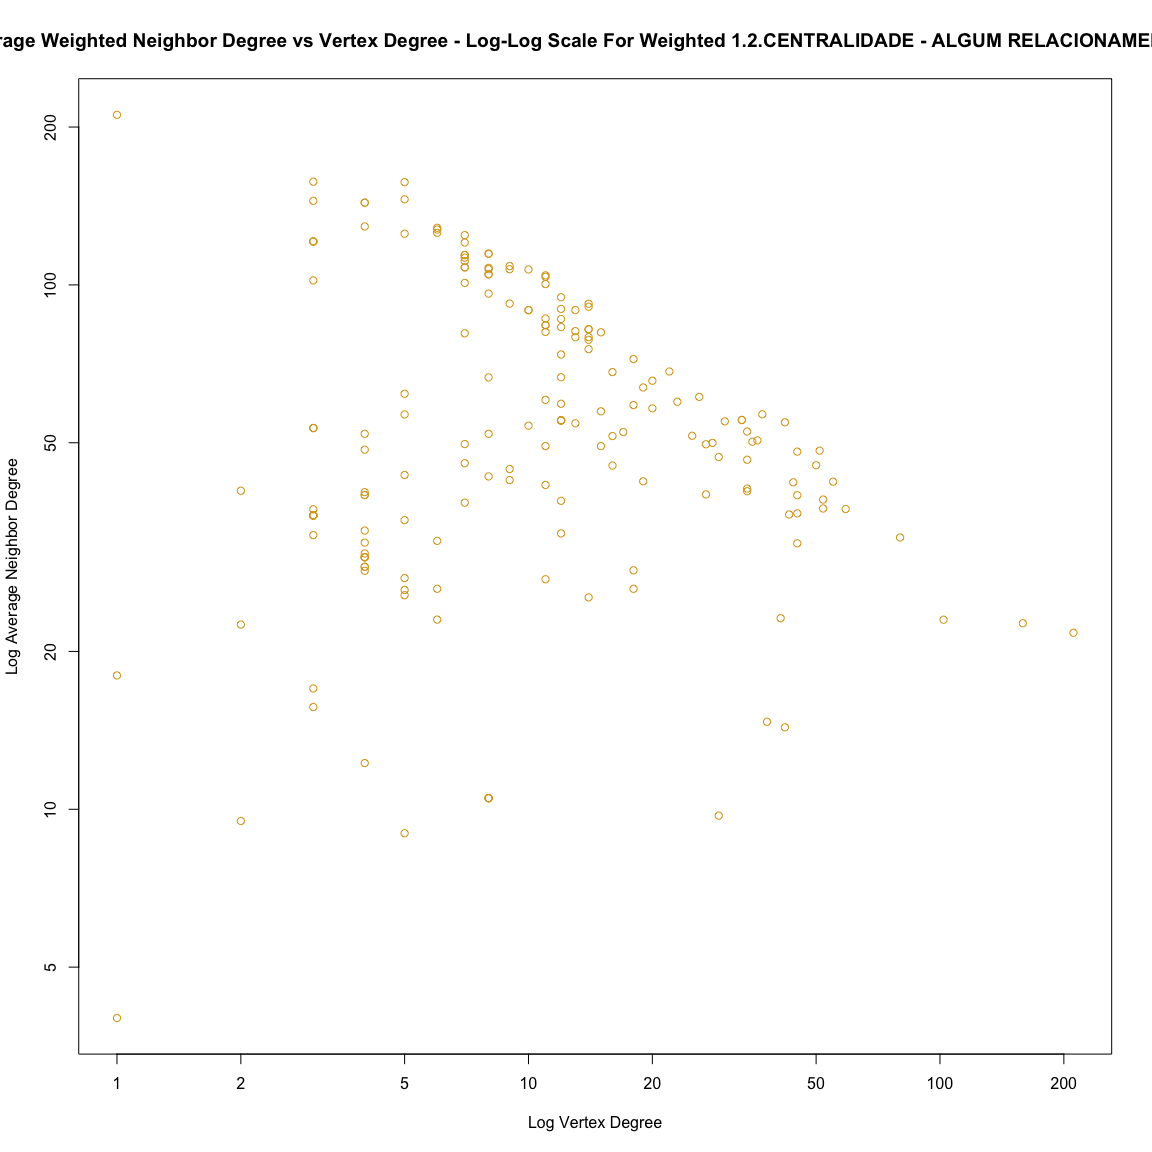 rage Weighted Neighbor Degree vs Vertex Degree - Log-Log Scale For Weighted 1.2.CENTRALIDADE - ALGUM RELACIONAME
200
100
50
20
10
5
Log Average Neighbor Degree
1 2 5 10 20 50 100 200
Log Vertex Degree